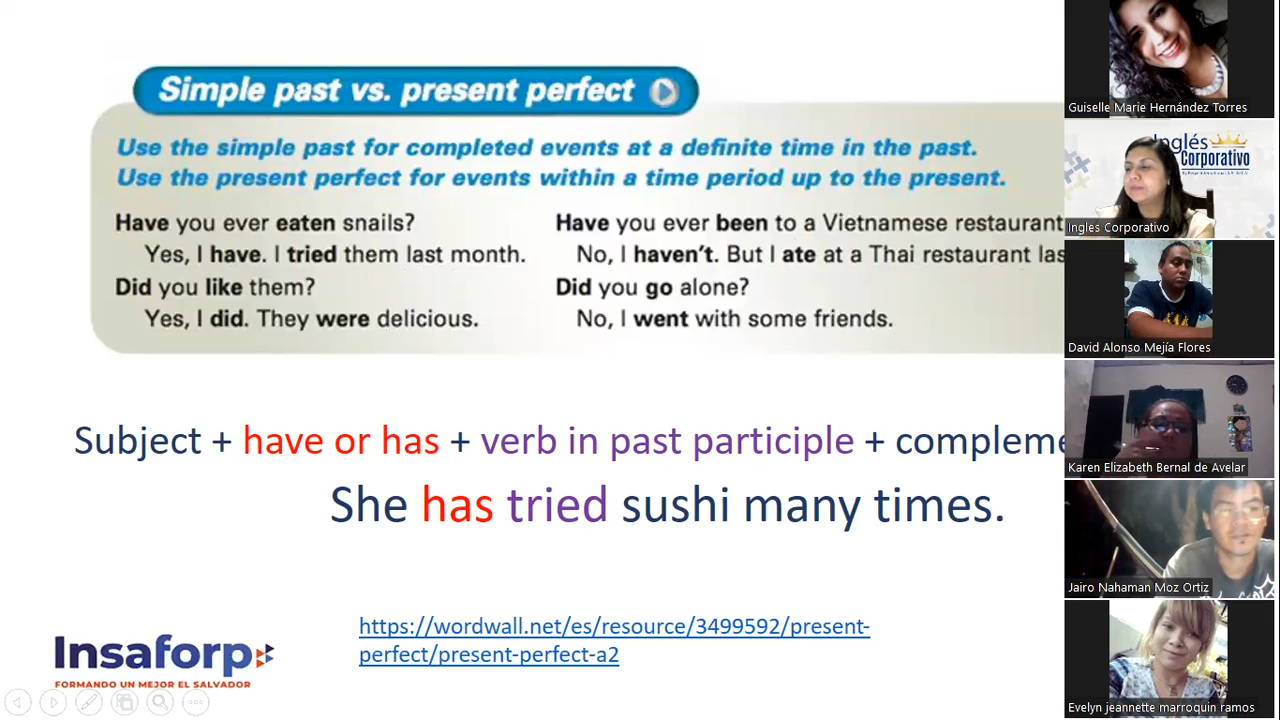 Simple past vs. present perfect
Use the simple past for completed events at a definite time in the past.
Use the present perfect for events within a time period up to the present.
Have you ever eaten snails?
Yes, I have. I tried them last month.
Did you like them?
Yes, I did. They were delicious.
Have you ever been to a Vietnamese restaurant
No, I haven't. But I ate at a Thai restaurant las
Did you go alone?
No, I went with some friends.
Subject + have or has + verb in past participle + compleme
She has tried sushi many times.
https://wordwall.net/es/resource/3499592/present-
perfect/present-perfect-a2
Insaforp
FORMANDO UN MEJOR EL SALVADOR
Guiselle Marie Hernández Torres
Inglés
Corporativo
Ingles Corporativo
David Alonso Mejía Flores
Karen Elizabeth Bernal de Avelar
Jairo Nahaman Moz Ortiz
Evelyn jeannette marroquin ramos